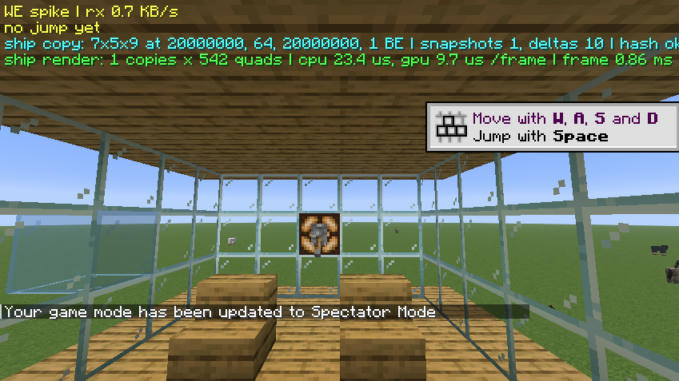 WE spike | rx 0.7 KB/s
no jump yet
ship copy: 7x5x9 at 20000000, 64, 20000000, 1 BE | snapshots 1, deltas 10 | hash ok
ship render: 1 copies x 542 quads | cpu 23.4 us, gpu 9.7 us /frame | frame 0.86 ms
Move with W, A, S and D
Jump with Space
Your game mode has been updated to Spectator Mode